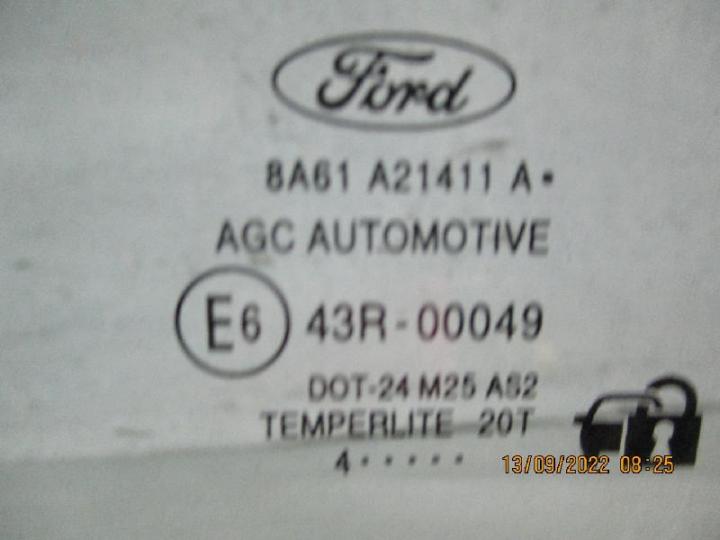 Ford
8A61 A21411 A•
AGC AUTOMOTIVE
E6 43R-00049
DOT-24 M25 AS2
TEMPERLITE 20T
4•••••
13/09/2022 08:25